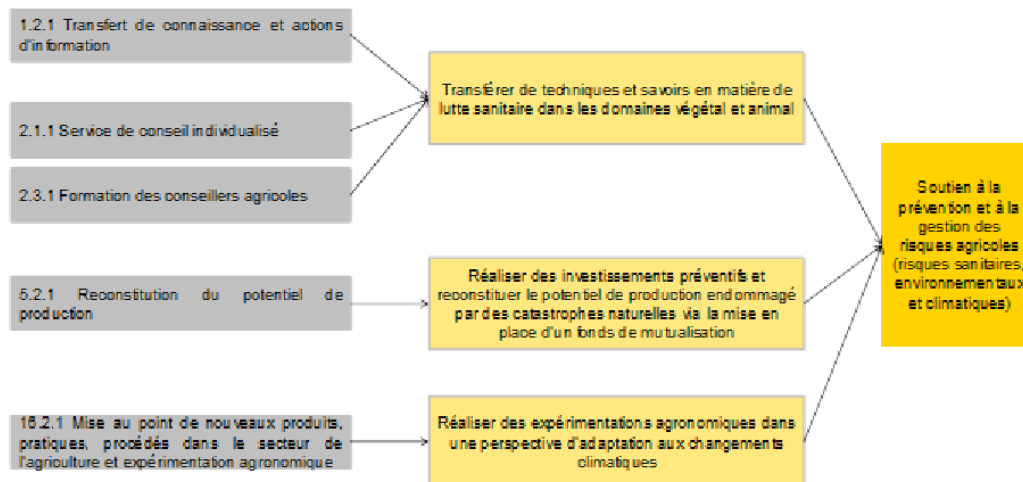 1.2.1 Transfert de connaissance et actions
d'information
2.1.1 Service de conseil individualisé
2.3.1 Formation des conseillers agricoles
5.2.1 Reconstitution du potentiel de
production
16.2.1 Mise au point de nouveaux produits,
pratiques, procédés dans le secteur de
l'agriculture et expérimentation agronomique
Transférer de techniques et savoirs en matière de
lutte sanitaire dans les domaines végétal et animal
Réaliser des investissements préventifs et
reconstituer le potentiel de production endommagé
par des catastrophes naturelles via la mise en
place d'un fonds de mutualisation
Réaliser des expérimentations agronomiques dans
une perspective d'adaptation aux changements
climatiques
Soutien à la
prévention et à la
gestion des
risques agricoles
(risques sanitaires,
environnementaux
et climatiques)